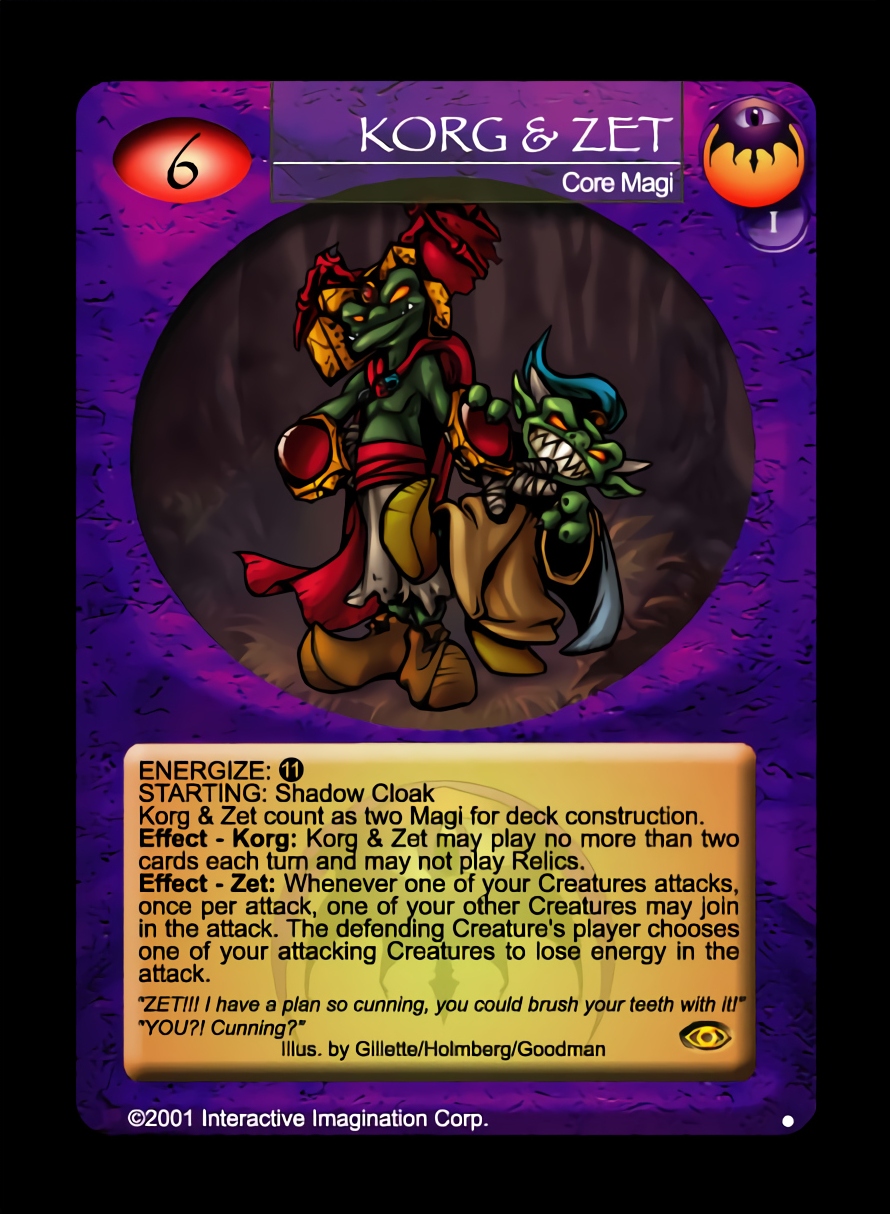 6
KORG & ZET
Core Magi
I
ENERGIZE: 11
STARTING: Shadow Cloak
Korg & Zet count as two Magi for deck construction.
Effect - Korg: Korg & Zet may play no more than two
cards each turn and may not play Relics.
Effect - Zet: Whenever one of your Creatures attacks,
once per attack, one of your other Creatures may join
in the attack. The defending Creature's player chooses
one of your attacking Creatures to lose energy in the
attack.
"ZET!!! I have a plan so cunning, you could brush your teeth with it!"
"YOU?! Cunning?"
Illus. by Gillette/Holmberg/Goodman
©2001 Interactive Imagination Corp.